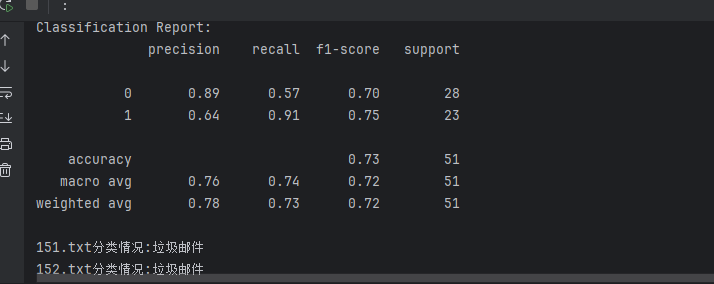 :
Classification Report:
precision recall f1-score support
0 0.89 0.57 0.70 28
1 0.64 0.91 0.75 23
accuracy 0.73 51
macro avg 0.76 0.74 0.72 51
weighted avg 0.78 0.73 0.72 51
151.txt分类情况:垃圾邮件
152.txt分类情况:垃圾邮件